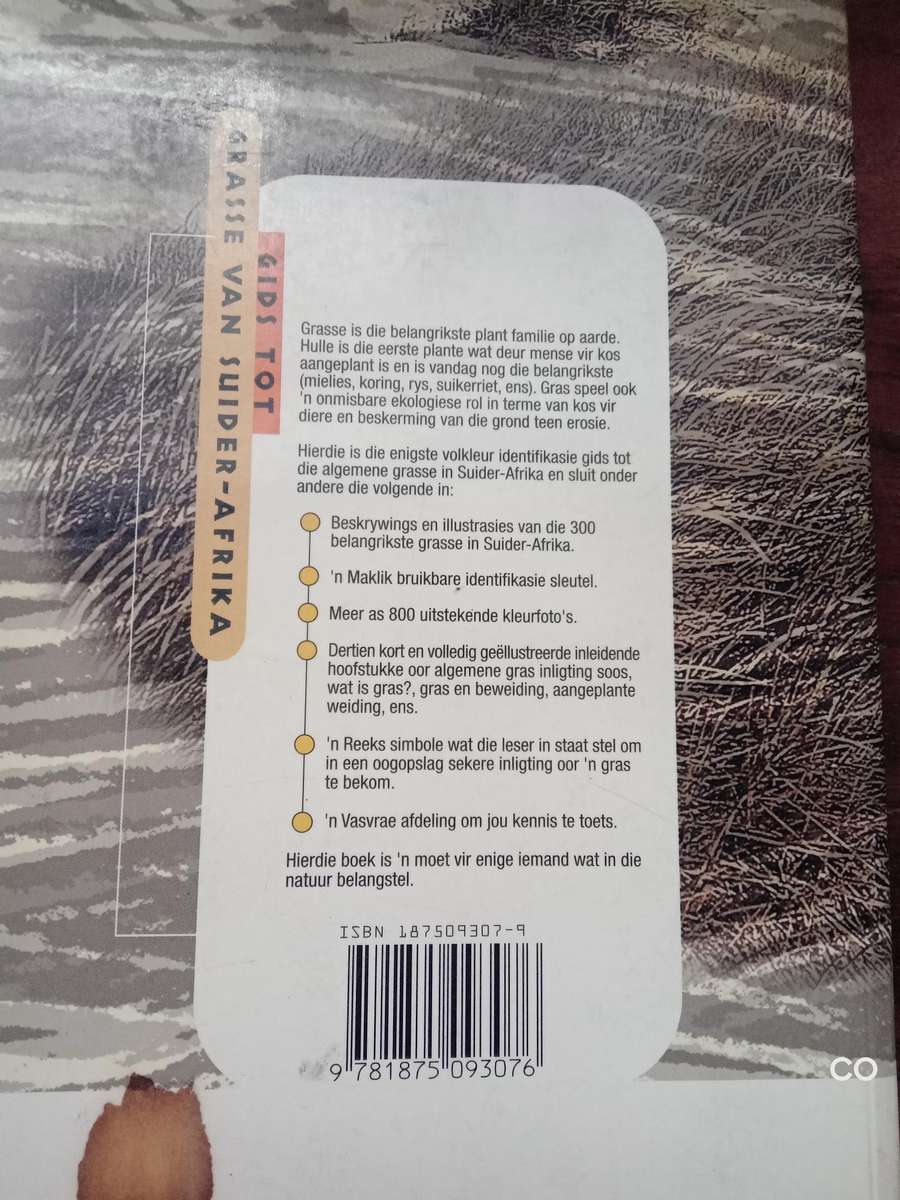 GIDS TOT
GRASSE VAN SUIDER-AFRIKA
Grasse is die belangrikste plant familie op aarde.
Hulle is die eerste plante wat deur mense vir kos
aangeplant is en is vandag nog die belangrikste
(mielies, koring, rys, suikerriet, ens). Gras speel ook
'n onmisbare ekologiese rol in terme van kos vir
diere en beskerming van die grond teen erosie.
Hierdie is die enigste volkleur identifikasie gids tot
die algemene grasse in Suider-Afrika en sluit onder
andere die volgende in:
Beskrywings en illustrasies van die 300
belangrikste grasse in Suider-Afrika.
'n Maklik bruikbare identifikasie sleutel.
Meer as 800 uitstekende kleurfoto's.
Dertien kort en volledig geëllustreerde inleidende
hoofstukke oor algemene gras inligting soos,
wat is gras?, gras en beweiding, aangeplante
weiding, ens.
'n Reeks simbole wat die leser in staat stel om
in een oogopslag sekere inligting oor 'n gras
te bekom.
'n Vasvrae afdeling om jou kennis te toets.
Hierdie boek is 'n moet vir enige iemand wat in die
natuur belangstel.
ISBN 187509307-9
9 781875 093076
CO